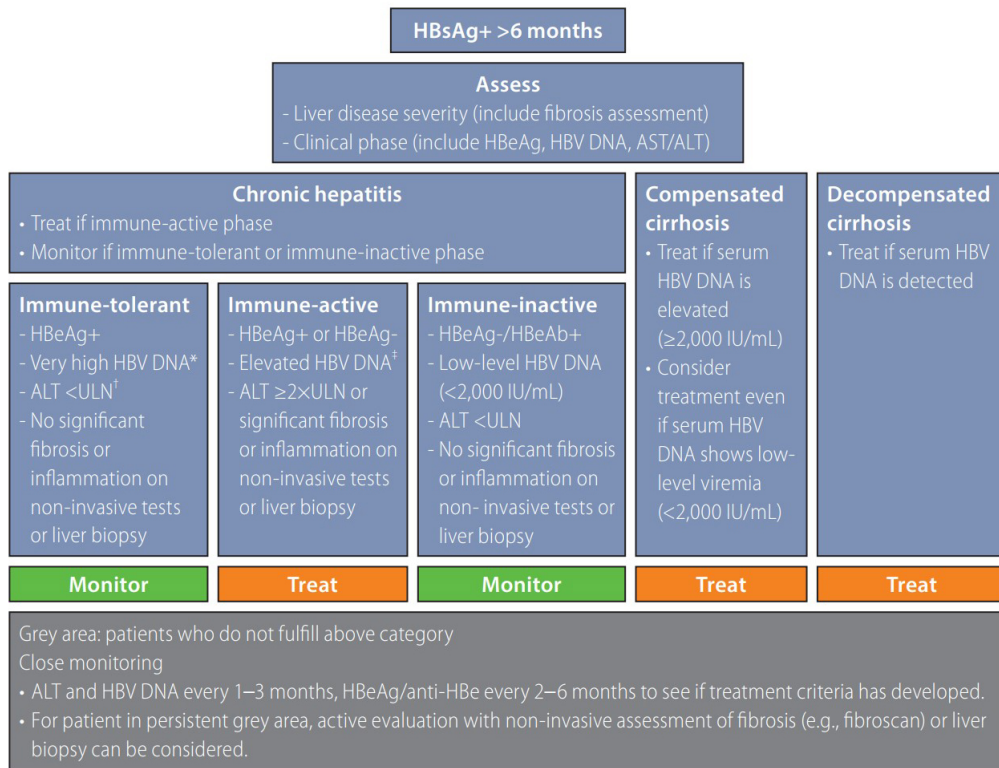 HBsAg+ >6 months
Assess
- Liver disease severity (include fibrosis assessment)
- Clinical phase (include HBeAg, HBV DNA, AST/ALT)
Chronic hepatitis
• Treat if immune-active phase
• Monitor if immune-tolerant or immune-inactive phase
Immune-tolerant
- HBeAg+
- Very high HBV DNA*
- ALT <ULN†
- No significant
fibrosis or
inflammation on
non-invasive tests
or liver biopsy
Monitor
Immune-active
- HBeAg+ or HBeAg-
- Elevated HBV DNA‡
- ALT ≥2×ULN or
significant fibrosis
or inflammation on
non-invasive tests
or liver biopsy
Treat
Immune-inactive
- HBeAg-/HBeAb+
- Low-level HBV DNA
(<2,000 IU/mL)
- ALT <ULN
- No significant fibrosis
or inflammation on
non- invasive tests or
liver biopsy
Monitor
Compensated
cirrhosis
• Treat if serum
HBV DNA is
elevated
(≥2,000 IU/mL)
• Consider
treatment even
if serum HBV
DNA shows low-
level viremia
(<2,000 IU/mL)
Treat
Decompensated
cirrhosis
• Treat if serum HBV
DNA is detected
Treat
Grey area: patients who do not fulfill above category
Close monitoring
• ALT and HBV DNA every 1–3 months, HBeAg/anti-HBe every 2–6 months to see if treatment criteria has developed.
• For patient in persistent grey area, active evaluation with non-invasive assessment of fibrosis (e.g., fibroscan) or liver
biopsy can be considered.